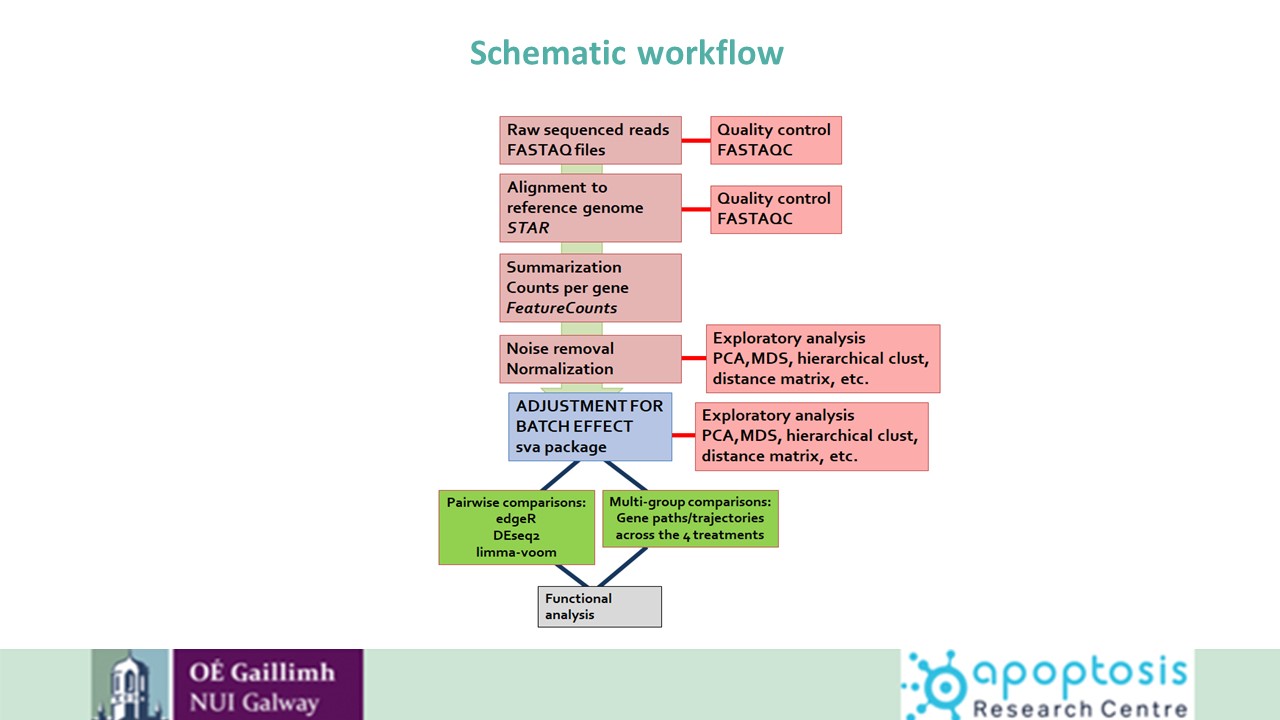 Schematic workflow
Raw sequenced reads
FASTAQ files
Quality control
FASTAQC
Alignment to
reference genome
STAR
Quality control
FASTAQC
Summarization
Counts per gene
FeatureCounts
Noise removal
Normalization
Exploratory analysis
PCA,MDS, hierarchical clust,
distance matrix, etc.
ADJUSTMENT FOR
BATCH EFFECT
sva package
Exploratory analysis
PCA,MDS, hierarchical clust,
distance matrix, etc.
Pairwise comparisons:
edgeR
DEseq2
limma-voom
Multi-group comparisons:
Gene paths/trajectories
across the 4 treatments
Functional
analysis
OÉ Gaillimh
NUI Galway
apoptosis
Research Centre